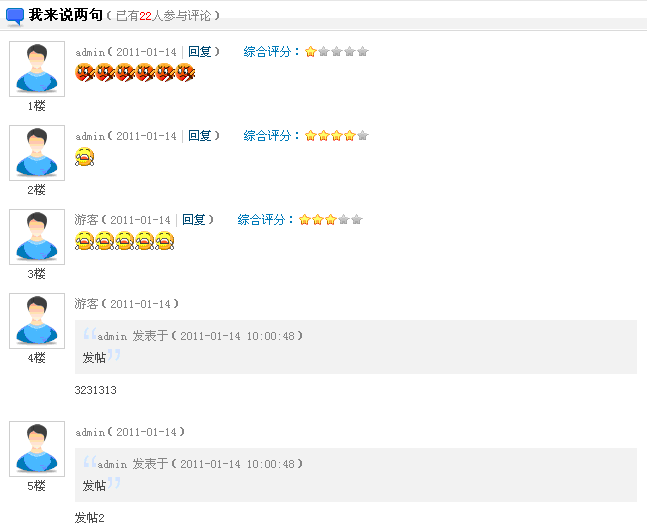 我来说两句（已有22人参与评论）
admin（2011-01-14 | 回复） 综合评分：
1楼
admin（2011-01-14 | 回复） 综合评分：
2楼
游客（2011-01-14 | 回复） 综合评分：
3楼
游客（2011-01-14）
“admin 发表于（2011-01-14 10:00:48）
发帖”
4楼
3231313
admin（2011-01-14）
“admin 发表于（2011-01-14 10:00:48）
发帖”
5楼
发帖2